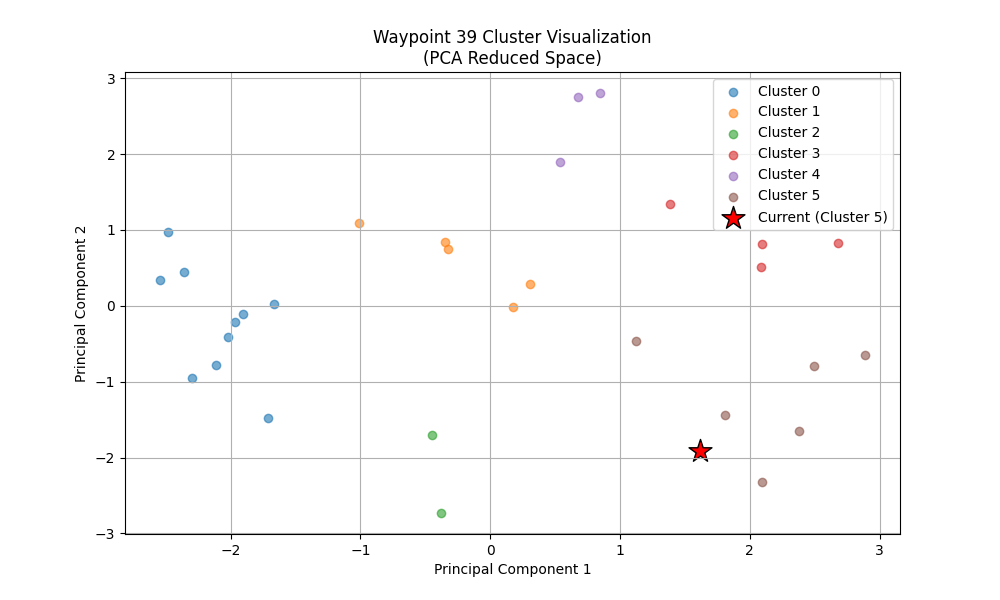 Waypoint 39 Cluster Visualization
(PCA Reduced Space)
Principal Component 2
3
2
1
0
−1
−2
−3
Cluster 0
Cluster 1
Cluster 2
Cluster 3
Cluster 4
Cluster 5
Current (Cluster 5)
−2
−1
0
1
2
3
Principal Component 1